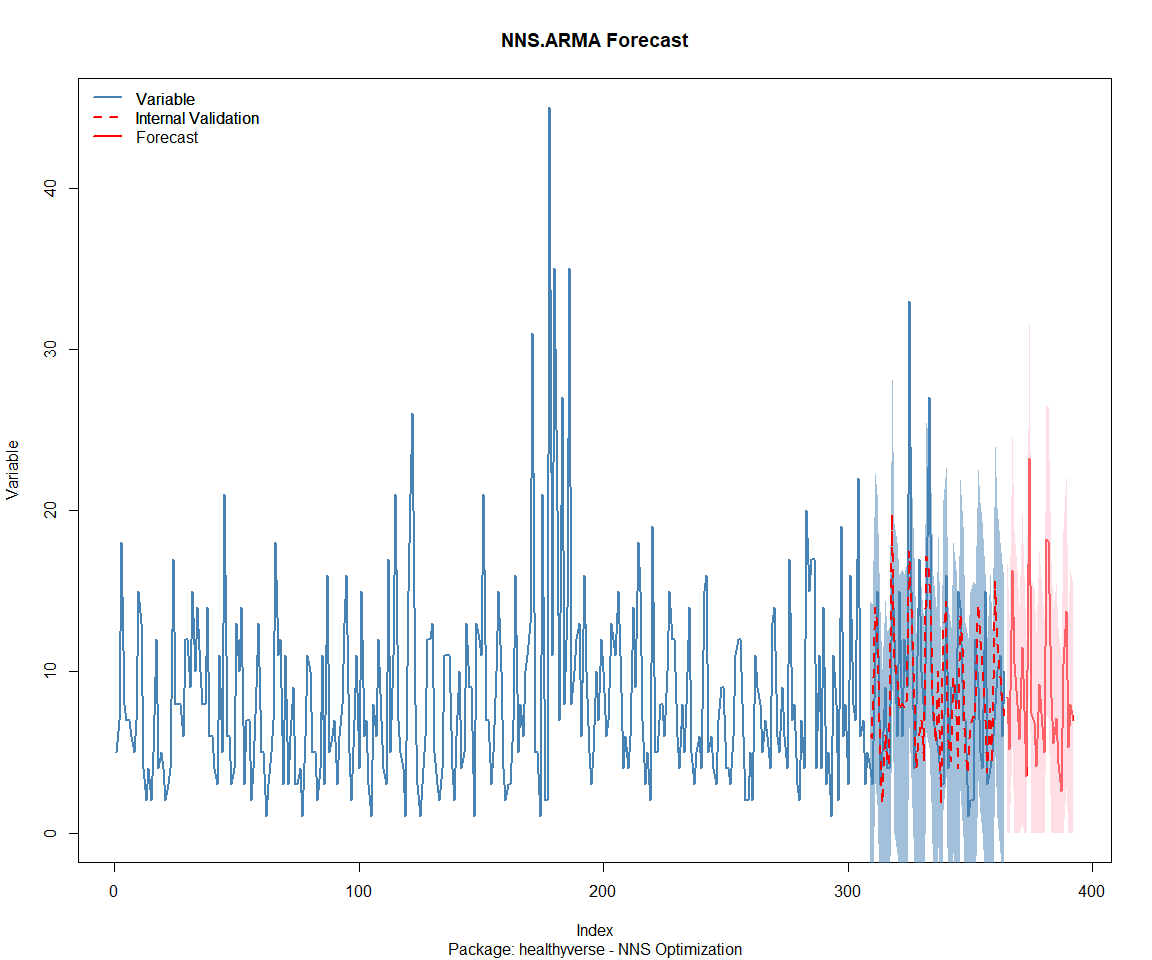 NNS.ARMA Forecast
Variable
Internal Validation
Forecast
Variable
40
30
20
10
0
0
100
200
300
400
Index
Package: healthyverse - NNS Optimization